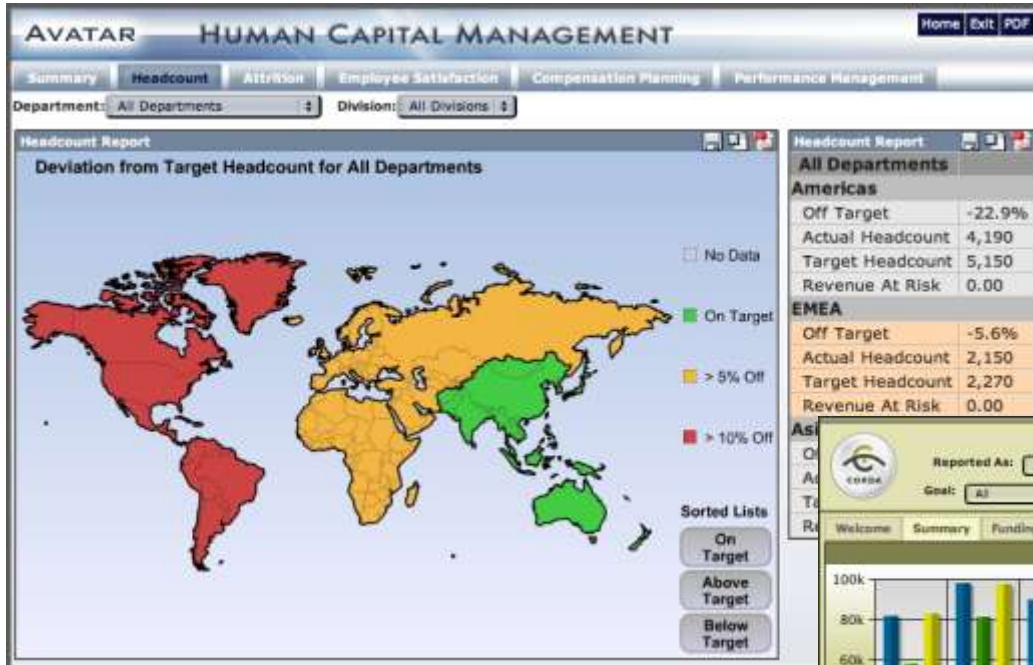 AVATAR HUMAN CAPITAL MANAGEMENT
Home Exit PDF
Summary Headcount Attrition Employee Satisfaction Compensation Planning Performance Management
Department: All Departments Division: All Divisions
Headcount Report
Deviation from Target Headcount for All Departments
No Data
On Target
> 5% Off
> 10% Off
Sorted Lists
On
Target
Above
Target
Below
Target
Headcount Report
All Departments
Americas
Off Target -22.9%
Actual Headcount 4,190
Target Headcount 5,150
Revenue At Risk 0.00
EMEA
Off Target -5.6%
Actual Headcount 2,150
Target Headcount 2,270
Revenue At Risk 0.00
CORDA
Reported As:
Goal: All
Welcome Summary
100k
80k
60k